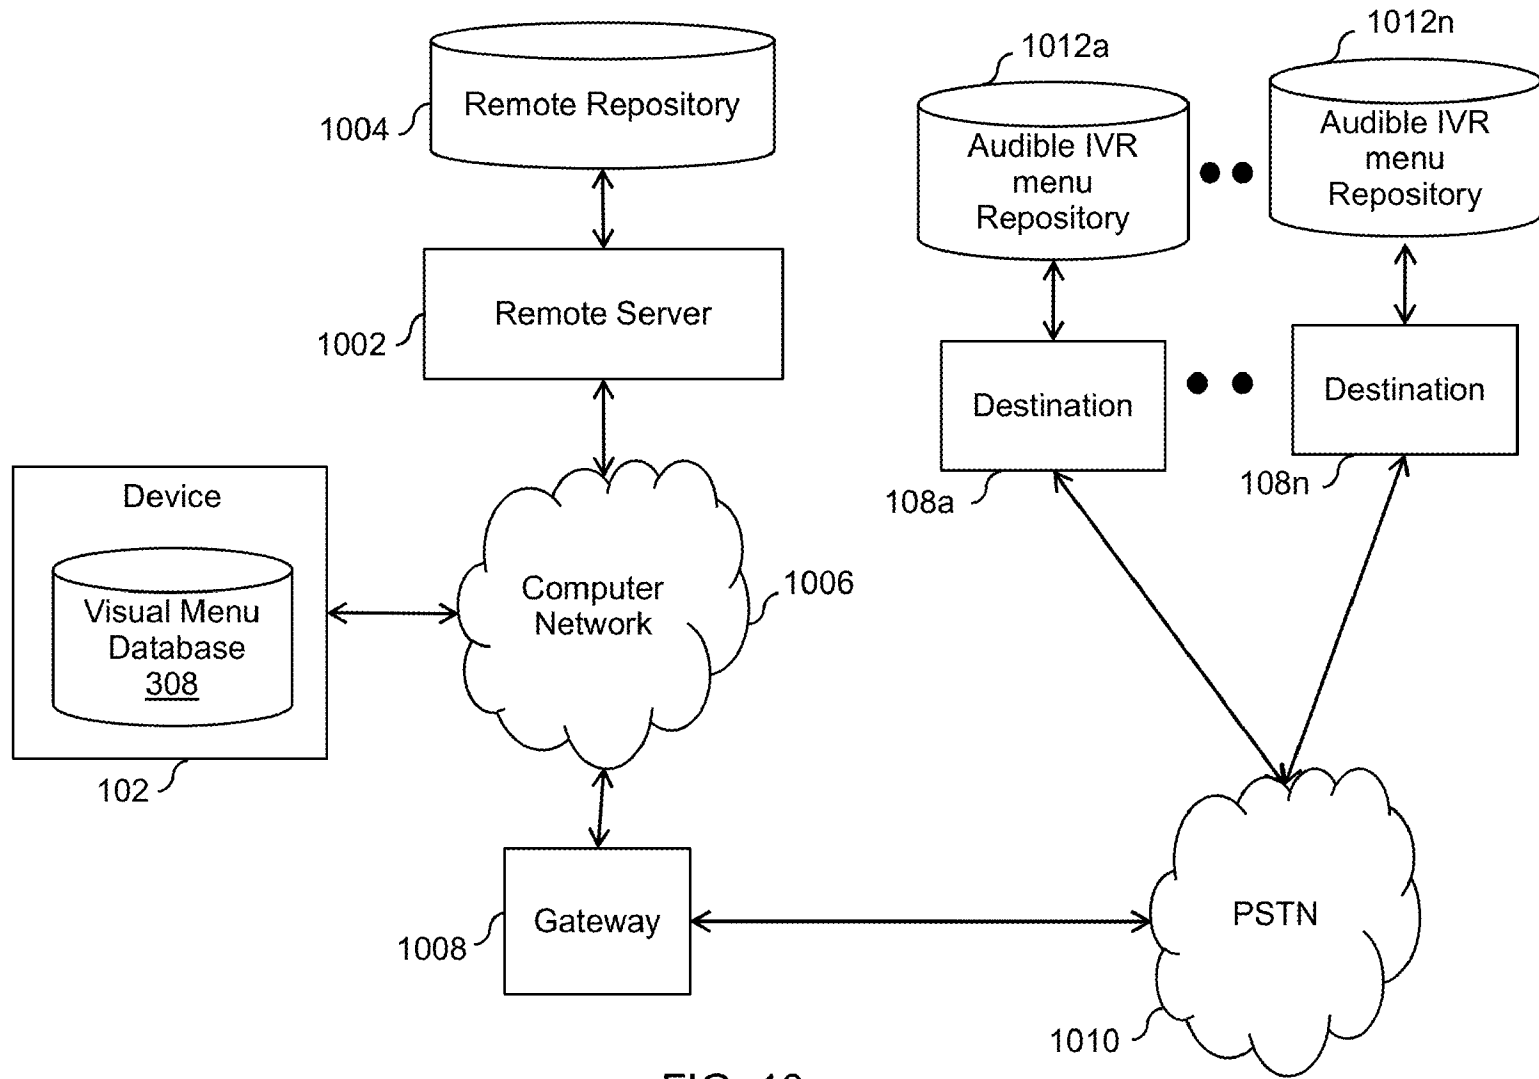 1012a
1012n
Remote Repository
1004
Audible IVR
menu
Repository
Audible IVR
menu
Repository
Remote Server
1002
Destination
108a
Destination
108n
Device
Visual Menu
Database
308
102
Computer
Network
1006
Gateway
1008
PSTN
1010